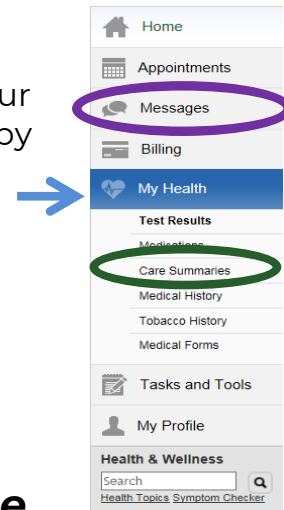 Home
Appointments
ur
Messages
by
Billing
My Health
Test Results
Medications
Care Summaries
Medical History
Tobacco History
Medical Forms
Tasks and Tools
My Profile
Health & Wellness
Search
Health Topics Symptom Checker
e